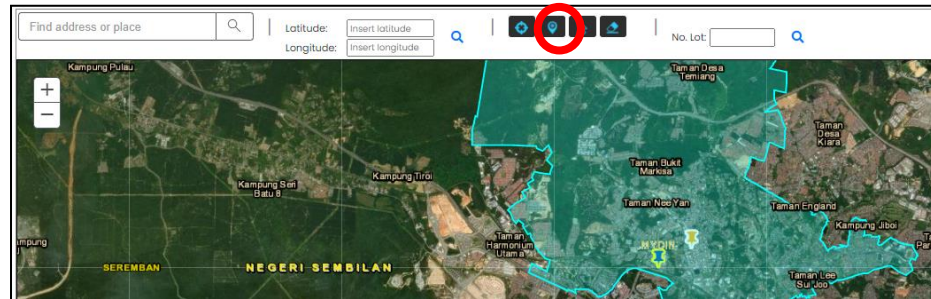 Find address or place
Latitude: Insert latitude
Longitude: Insert longitude
No. Lot:
Kampung Pulau
Taman Desa
Temiang
+
−
Taman
Desa
Kiara
Taman Bukit
Markisa
Kampung Tiroi
Kampung Seri
Batu 8
Taman Nee Yan
Taman England
Kampung Jiboi
Taman
Harmonium
Utama
MYDIN
SEREMBAN
NEGERI SEMBILAN
Taman Lee
Sui Joo